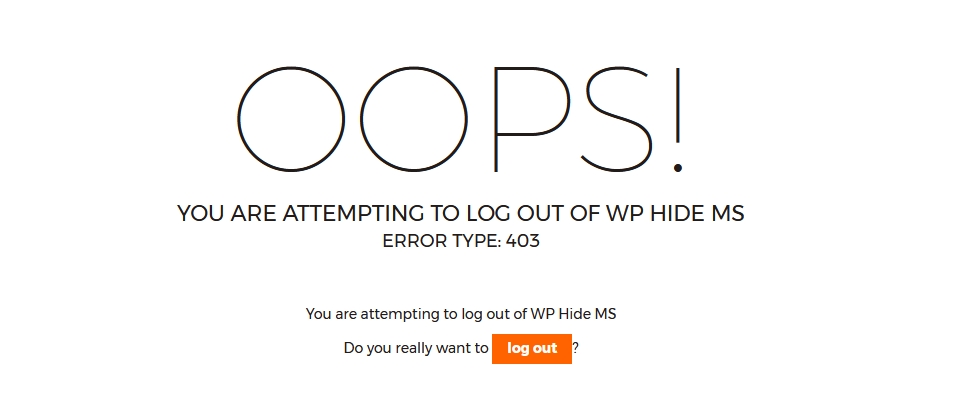 OOPS!
YOU ARE ATTEMPTING TO LOG OUT OF WP HIDE MS
ERROR TYPE: 403
You are attempting to log out of WP Hide MS
Do you really want to log out?